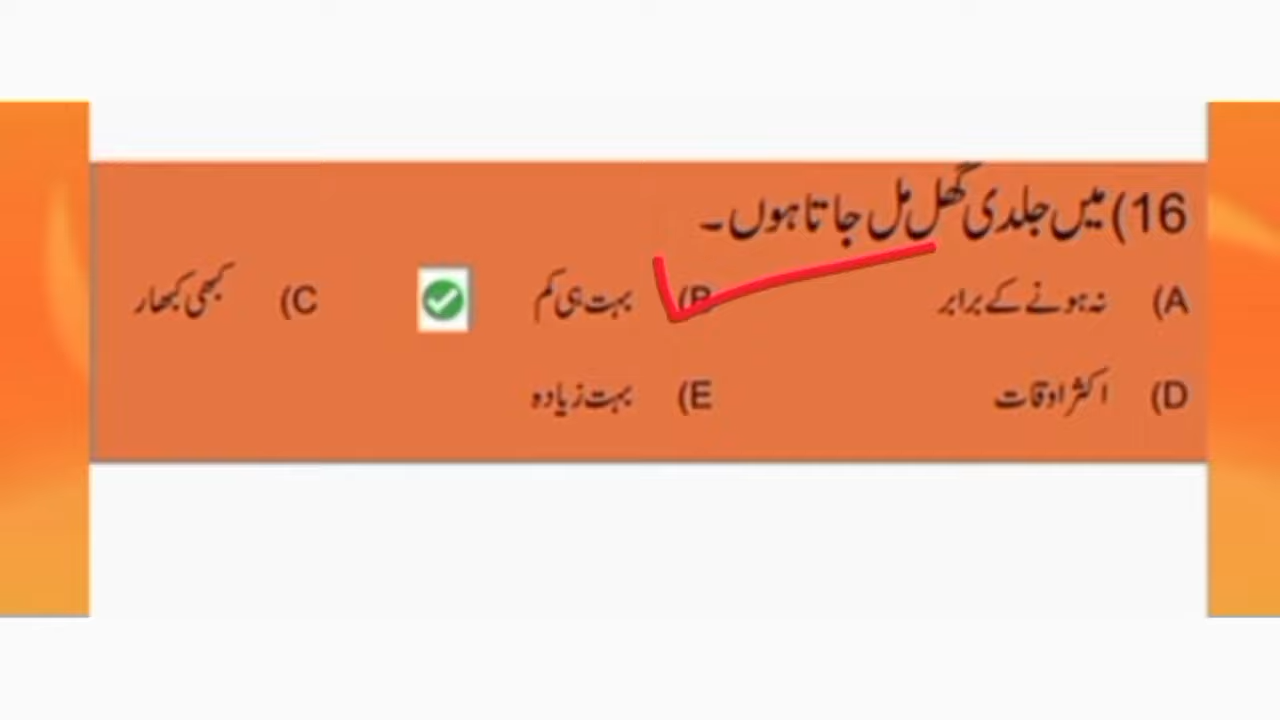 16) میں جلدی گھل مل جاتا ہوں۔
A) نہ ہونے کے برابر B) بہت ہی کم C) کبھی کبھار
D) اکثر اوقات E) بہت زیادہ